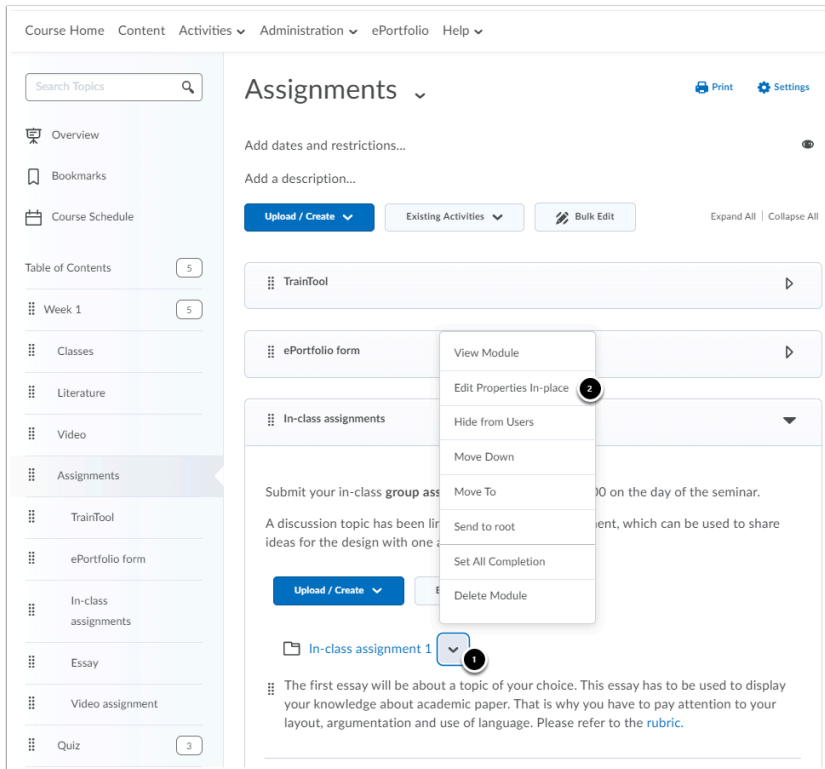 Course Home Content Activities Administration ePortfolio Help
Search Topics
Overview
Bookmarks
Course Schedule
Table of Contents 5
Week 1 5
Classes
Literature
Video
Assignments
TrainTool
ePortfolio form
In-class
assignments
Essay
Video assignment
Quiz 3
Assignments
Print Settings
Add dates and restrictions...
Add a description...
Upload / Create Existing Activities Bulk Edit Expand All Collapse All
TrainTool
ePortfolio form
In-class assignments
View Module
Edit Properties In-place 2
Hide from Users
Move Down
Move To
Send to root
Set All Completion
Delete Module
Submit your in-class group ass 00 on the day of the seminar.
A discussion topic has been lin ent, which can be used to share
ideas for the design with one a
Upload / Create
In-class assignment 1 1
The first essay will be about a topic of your choice. This essay has to be used to display
your knowledge about academic paper. That is why you have to pay attention to your
layout, argumentation and use of language. Please refer to the rubric.